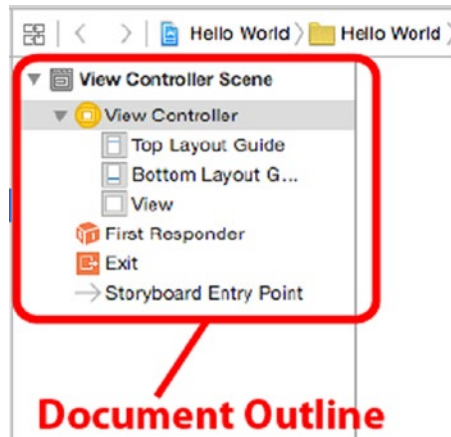 Hello World Hello World
View Controller Scene
View Controller
Top Layout Guide
Bottom Layout G...
View
First Responder
Exit
Storyboard Entry Point
Document Outline